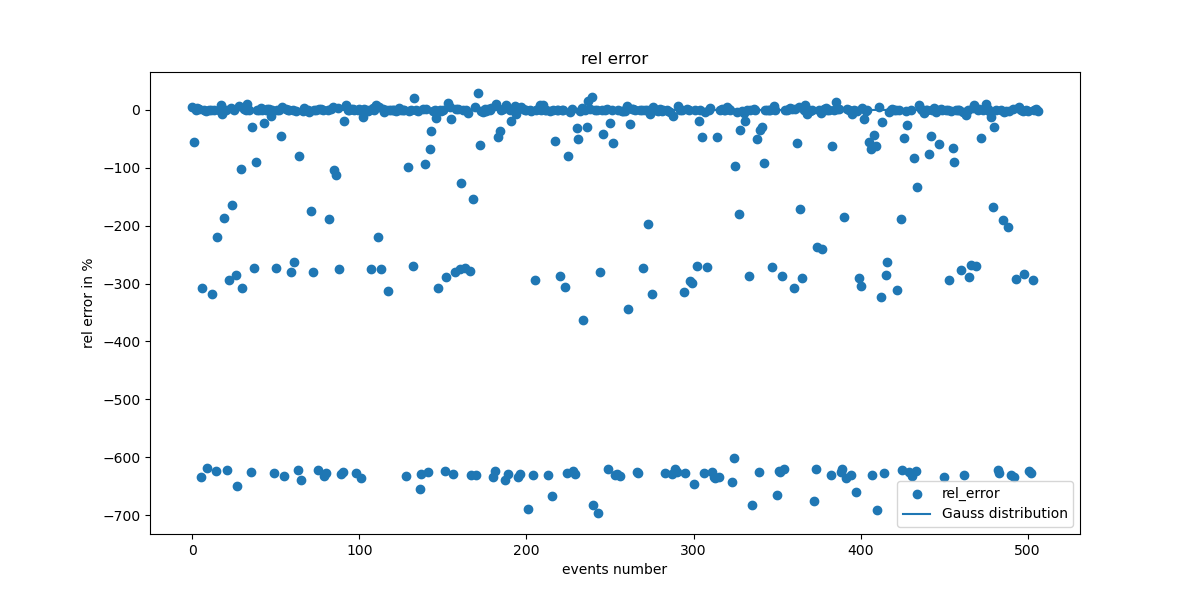 rel error
0
−100
−200
−300
−400
−500
−600
−700
rel error in %
0
100
200
300
400
500
events number
rel_error
Gauss distribution